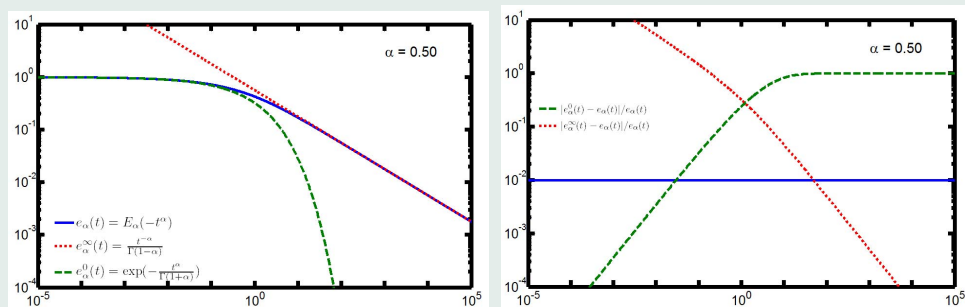 10^1
10^0
10^-1
10^-2
10^-3
10^-4
10^-5
10^0
10^5
α = 0.50
e_α(t) = E_α(−t^α)
e_α^∞(t) = t^−α / Γ(1−α)
e_α^0(t) = exp(− t^α / Γ(1+α))
10^1
10^0
10^-1
10^-2
10^-3
10^-4
10^-5
10^0
10^5
α = 0.50
|e_α^0(t) − e_α(t)|/e_α(t)
|e_α^∞(t) − e_α(t)|/e_α(t)